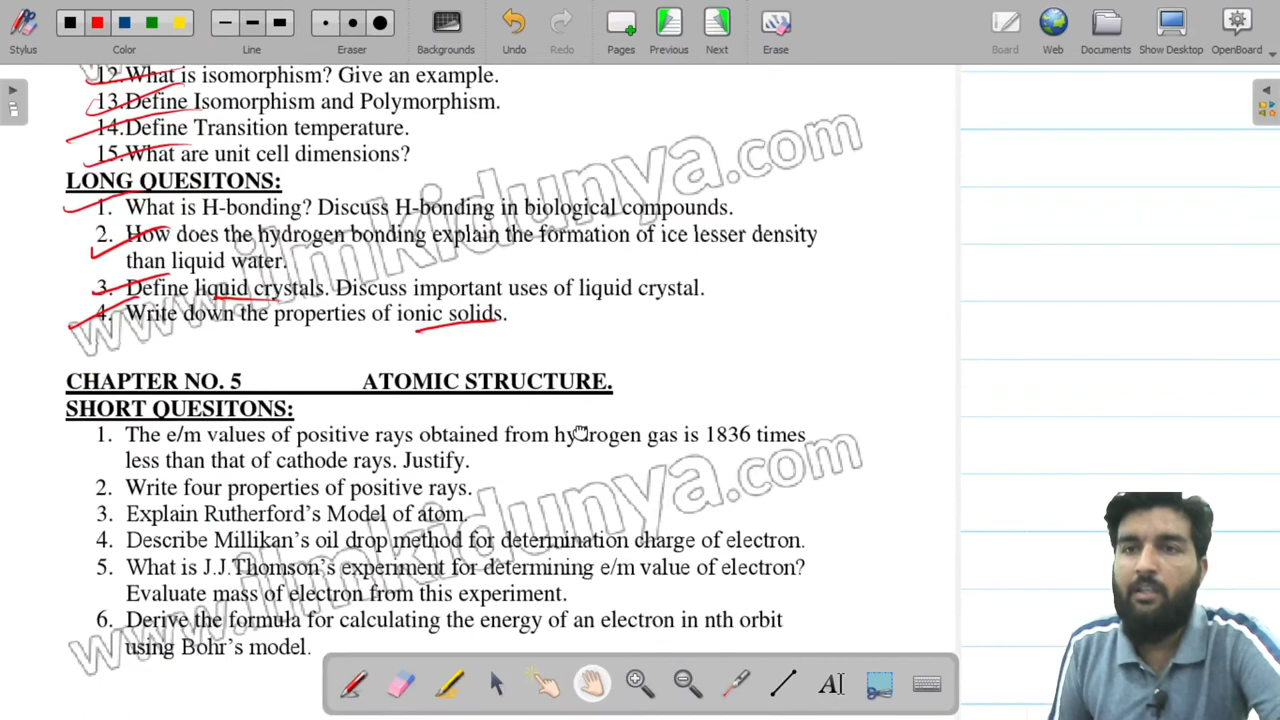 Stylus
Color
Line
Eraser
Backgrounds
Undo
Redo
Pages
Previous
Next
Erase
Board
Web
Documents
Show Desktop
OpenBoard
12. What is isomorphism? Give an example.
13. Define Isomorphism and Polymorphism.
14. Define Transition temperature.
15. What are unit cell dimensions?
LONG QUESITONS:
1. What is H-bonding? Discuss H-bonding in biological compounds.
2. How does the hydrogen bonding explain the formation of ice lesser density
than liquid water.
3. Define liquid crystals. Discuss important uses of liquid crystal.
4. Write down the properties of ionic solids.
www.ilmkidunya.com
CHAPTER NO. 5 ATOMIC STRUCTURE.
SHORT QUESITONS:
1. The e/m values of positive rays obtained from hydrogen gas is 1836 times
less than that of cathode rays. Justify.
2. Write four properties of positive rays.
3. Explain Rutherford's Model of atom.
4. Describe Millikan's oil drop method for determination charge of electron.
5. What is J.J.Thomson's experiment for determining e/m value of electron?
Evaluate mass of electron from this experiment.
6. Derive the formula for calculating the energy of an electron in nth orbit
using Bohr's model.
www.ilmkidunya.com
AI